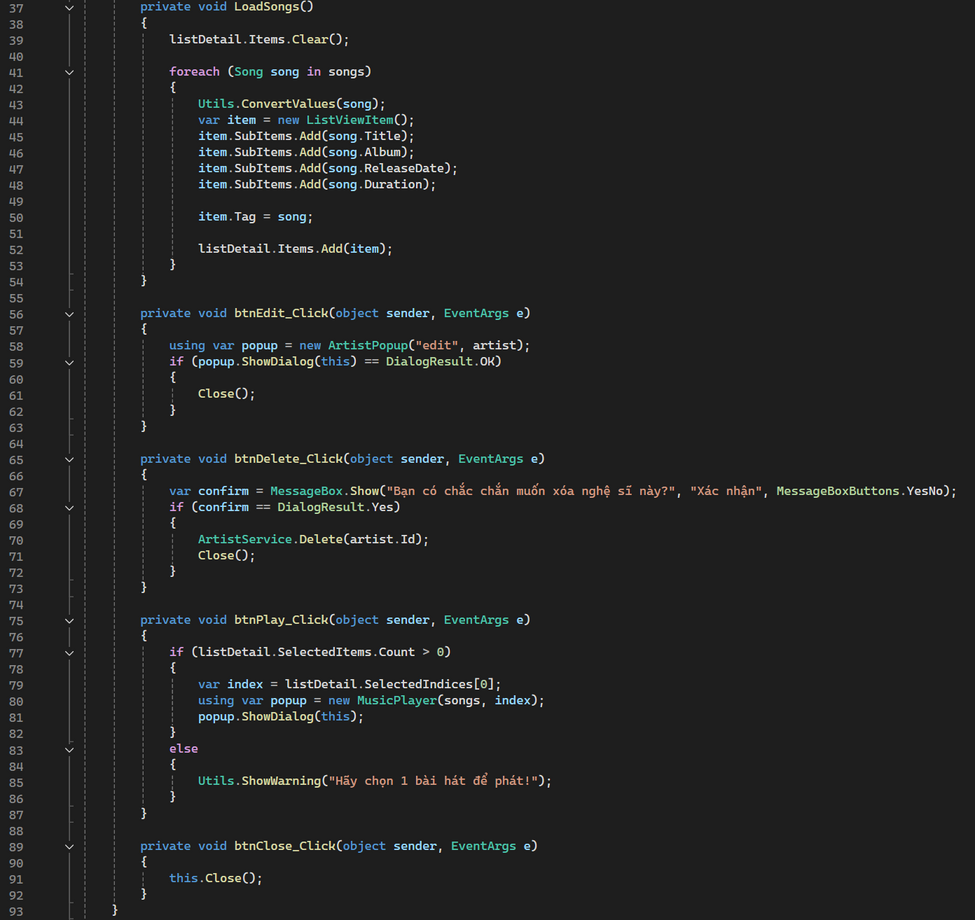 37 private void LoadSongs()
38 {
39 listDetail.Items.Clear();
40
41 foreach (Song song in songs)
42 {
43 Utils.ConvertValues(song);
44 var item = new ListViewItem();
45 item.SubItems.Add(song.Title);
46 item.SubItems.Add(song.Album);
47 item.SubItems.Add(song.ReleaseDate);
48 item.SubItems.Add(song.Duration);
49
50 item.Tag = song;
51
52 listDetail.Items.Add(item);
53 }
54 }
55
56 private void btnEdit_Click(object sender, EventArgs e)
57 {
58 using var popup = new ArtistPopup("edit", artist);
59 if (popup.ShowDialog(this) == DialogResult.OK)
60 {
61 Close();
62 }
63 }
64
65 private void btnDelete_Click(object sender, EventArgs e)
66 {
67 var confirm = MessageBox.Show("Bạn có chắc chắn muốn xóa nghệ sĩ này?", "Xác nhận", MessageBoxButtons.YesNo);
68 if (confirm == DialogResult.Yes)
69 {
70 ArtistService.Delete(artist.Id);
71 Close();
72 }
73 }
74
75 private void btnPlay_Click(object sender, EventArgs e)
76 {
77 if (listDetail.SelectedItems.Count > 0)
78 {
79 var index = listDetail.SelectedIndices[0];
80 using var popup = new MusicPlayer(songs, index);
81 popup.ShowDialog(this);
82 }
83 else
84 {
85 Utils.ShowWarning("Hãy chọn 1 bài hát để phát!");
86 }
87 }
88
89 private void btnClose_Click(object sender, EventArgs e)
90 {
91 this.Close();
92 }
93 }